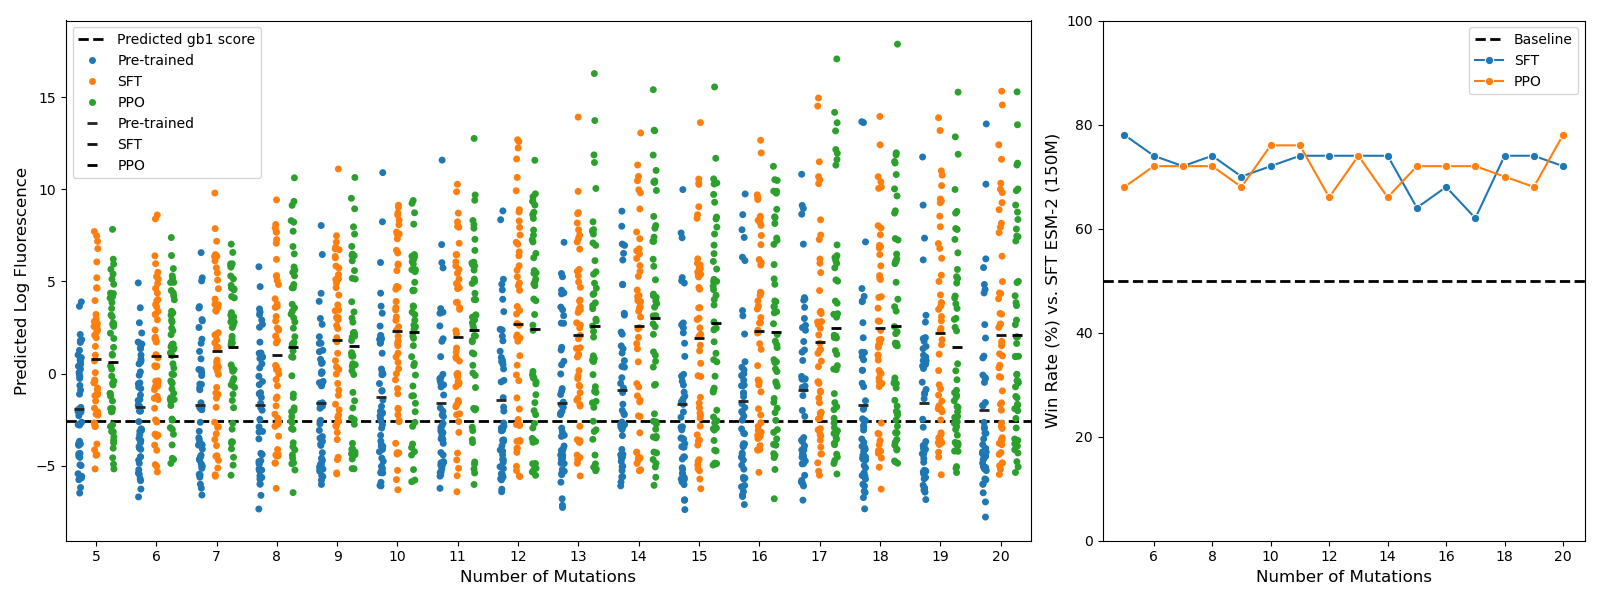 Predicted gb1 score
Pre-trained
SFT
PPO
Pre-trained
SFT
PPO
15
10
5
0
−5
Predicted Log Fluorescence
5 6 7 8 9 10 11 12 13 14 15 16 17 18 19 20
Number of Mutations
Baseline
SFT
PPO
100
80
60
40
20
0
Win Rate (%) vs. SFT ESM-2 (150M)
6 8 10 12 14 16 18 20
Number of Mutations